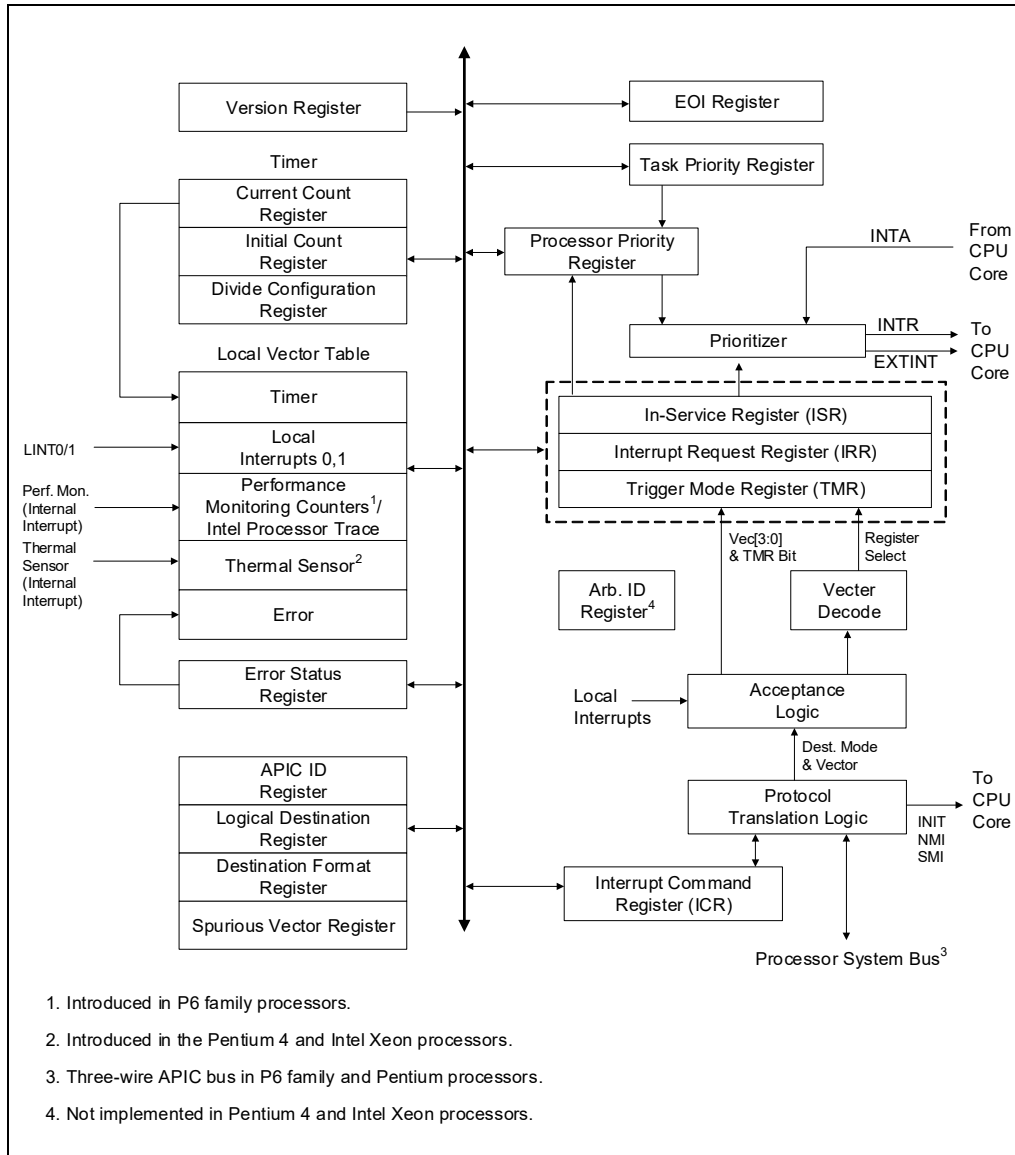 Version Register
EOI Register
Timer
Task Priority Register
Current Count
Register
Initial Count
Register
Divide Configuration
Register
Processor Priority
Register
INTA
From
CPU
Core
Prioritizer
INTR
EXTINT
To
CPU
Core
Local Vector Table
Timer
Local
Interrupts 0,1
Performance
Monitoring Counters1/
Intel Processor Trace
Thermal Sensor2
Error
LINT0/1
Perf. Mon.
(Internal
Interrupt)
Thermal
Sensor
(Internal
Interrupt)
In-Service Register (ISR)
Interrupt Request Register (IRR)
Trigger Mode Register (TMR)
Vec[3:0]
& TMR Bit
Register
Select
Arb. ID
Register4
Vecter
Decode
Error Status
Register
Local
Interrupts
Acceptance
Logic
Dest. Mode
& Vector
APIC ID
Register
Logical Destination
Register
Destination Format
Register
Spurious Vector Register
Protocol
Translation Logic
INIT
NMI
SMI
To
CPU
Core
Interrupt Command
Register (ICR)
Processor System Bus3
1. Introduced in P6 family processors.
2. Introduced in the Pentium 4 and Intel Xeon processors.
3. Three-wire APIC bus in P6 family and Pentium processors.
4. Not implemented in Pentium 4 and Intel Xeon processors.